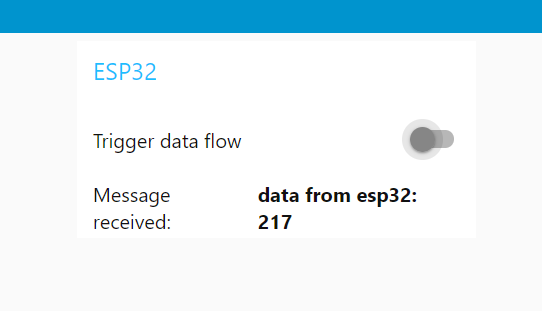 ESP32
Trigger data flow
Message
received:
data from esp32:
217